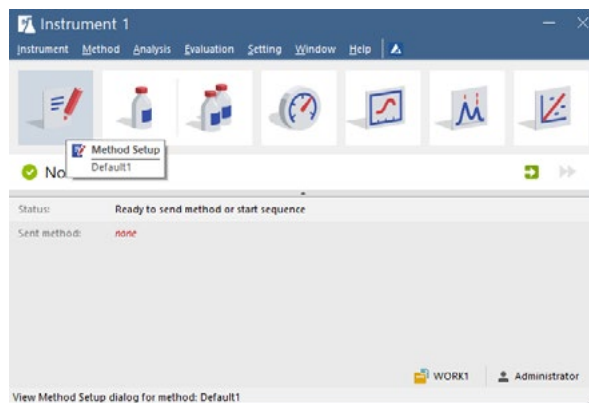 Instrument 1
Instrument Method Analysis Evaluation Setting Window Help
Method Setup
Default1
No
Status: Ready to send method or start sequence
Sent method: none
WORK1 Administrator
View Method Setup dialog for method: Default1